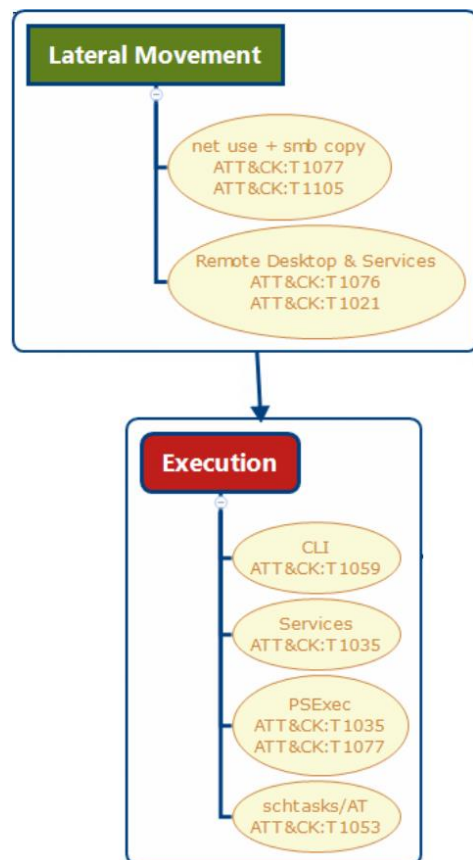 Lateral Movement
net use + smb copy
ATT&CK:T1077
ATT&CK:T1105
Remote Desktop & Services
ATT&CK:T1076
ATT&CK:T1021
Execution
CLI
ATT&CK:T1059
Services
ATT&CK:T1035
PSExec
ATT&CK:T1035
ATT&CK:T1077
schtasks/AT
ATT&CK:T1053